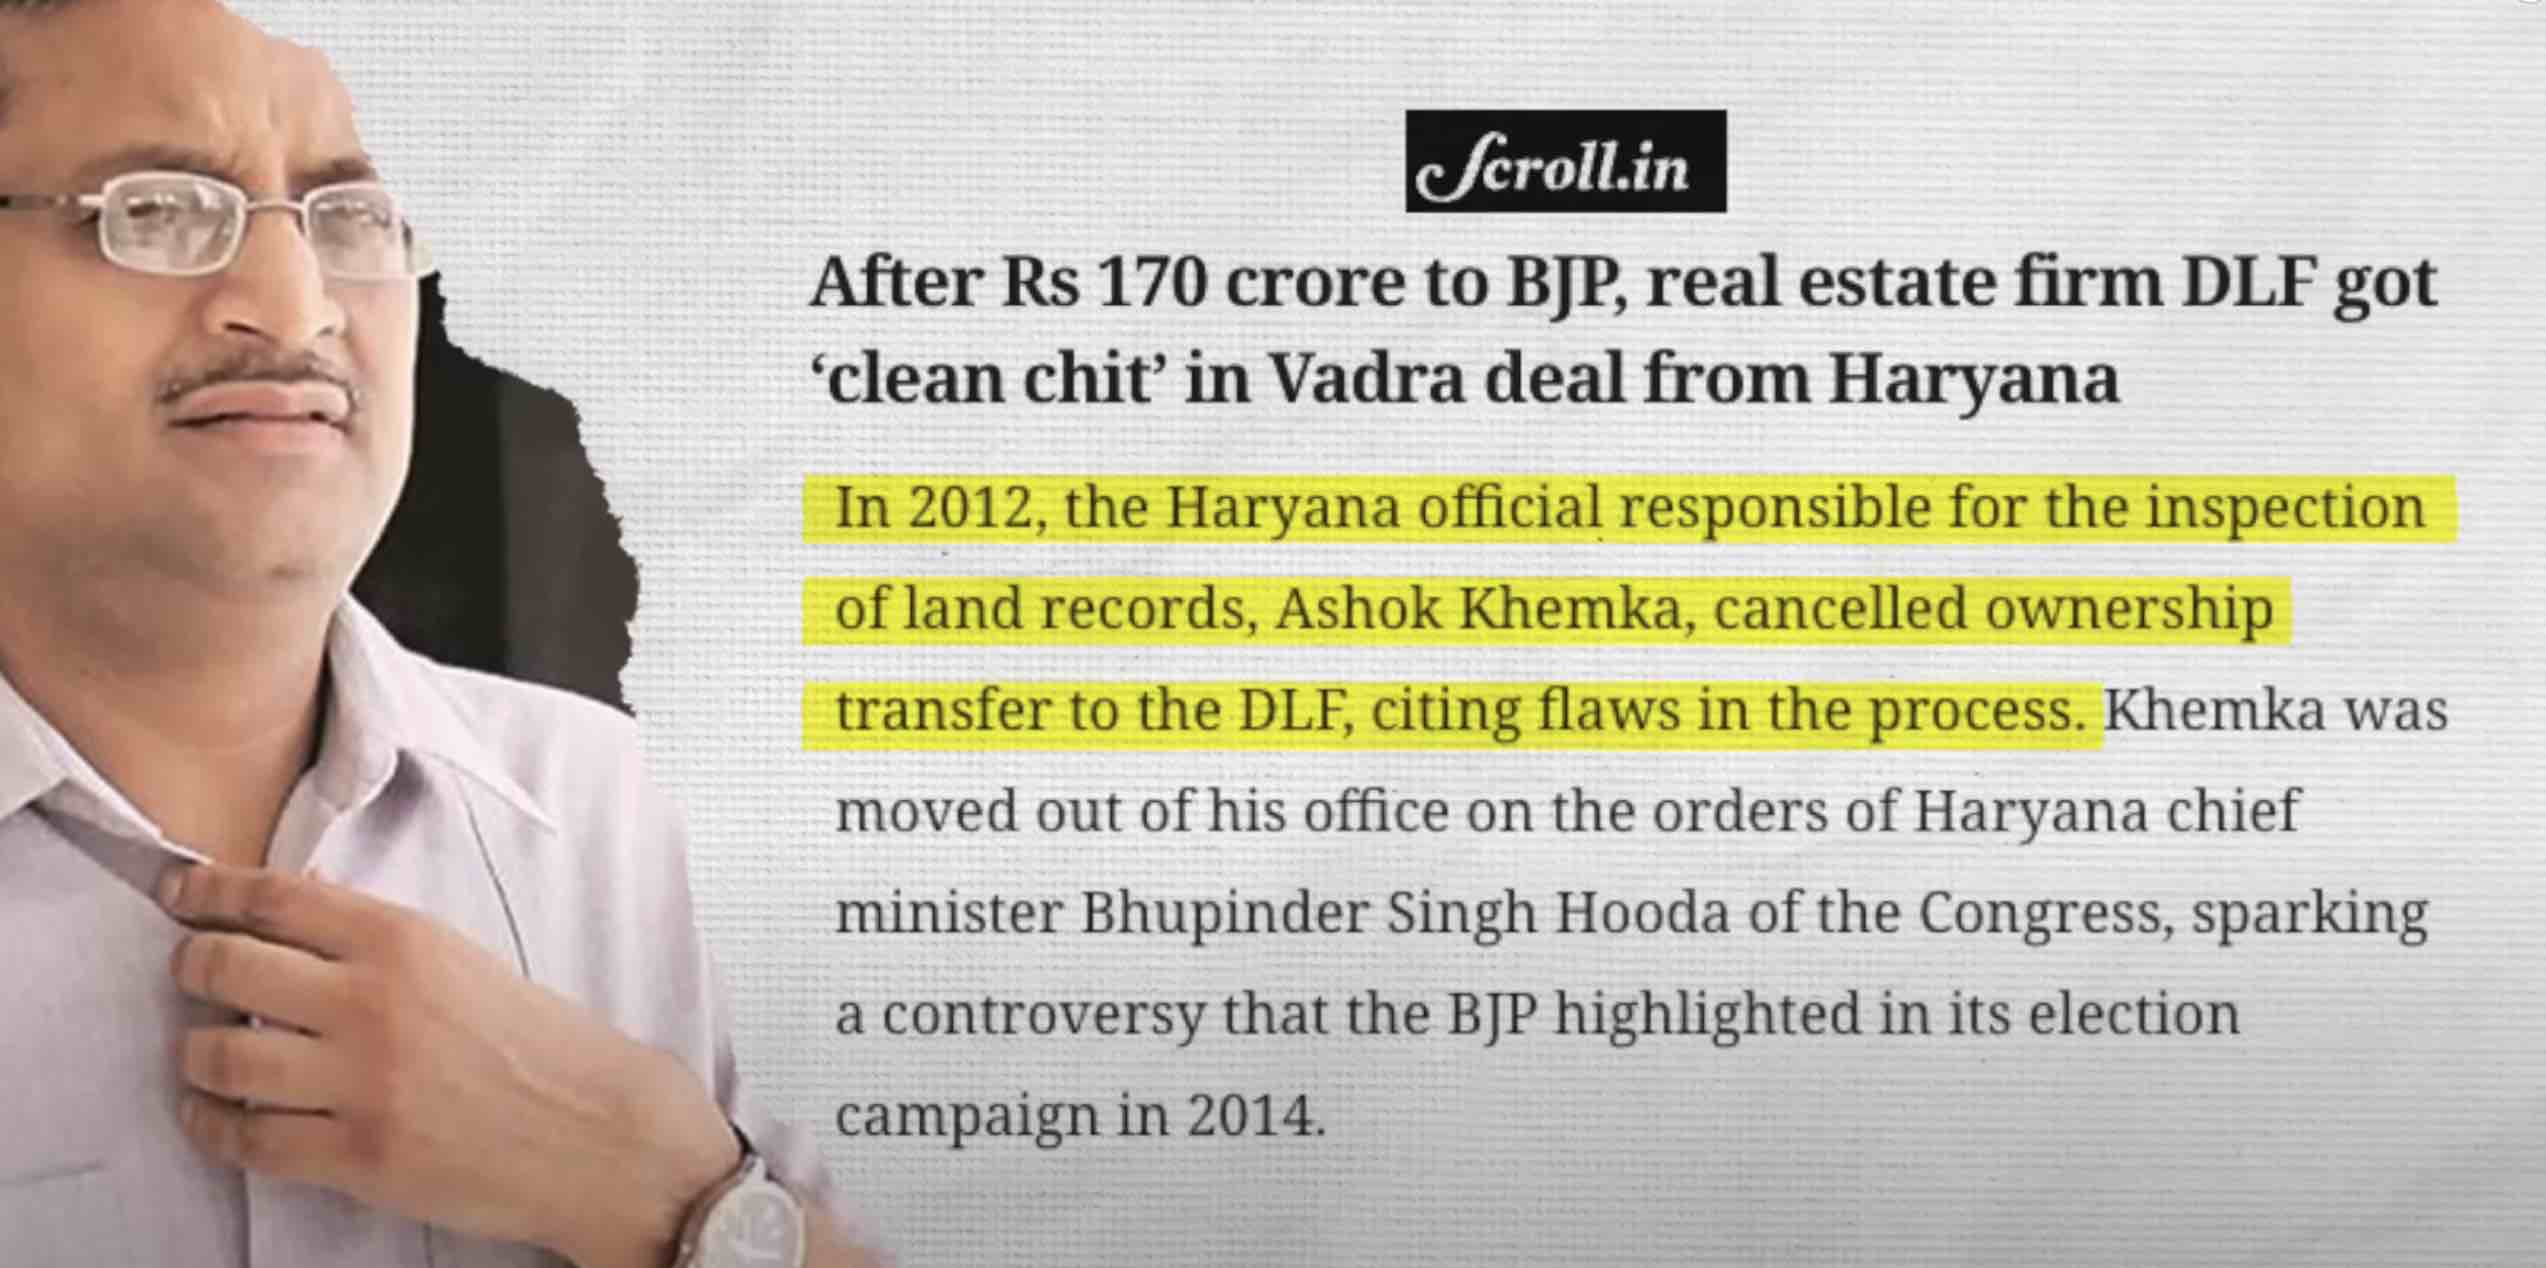 Scroll.in
After Rs 170 crore to BJP, real estate firm DLF got
‘clean chit’ in Vadra deal from Haryana
In 2012, the Haryana official responsible for the inspection
of land records, Ashok Khemka, cancelled ownership
transfer to the DLF, citing flaws in the process. Khemka was
moved out of his office on the orders of Haryana chief
minister Bhupinder Singh Hooda of the Congress, sparking
a controversy that the BJP highlighted in its election
campaign in 2014.